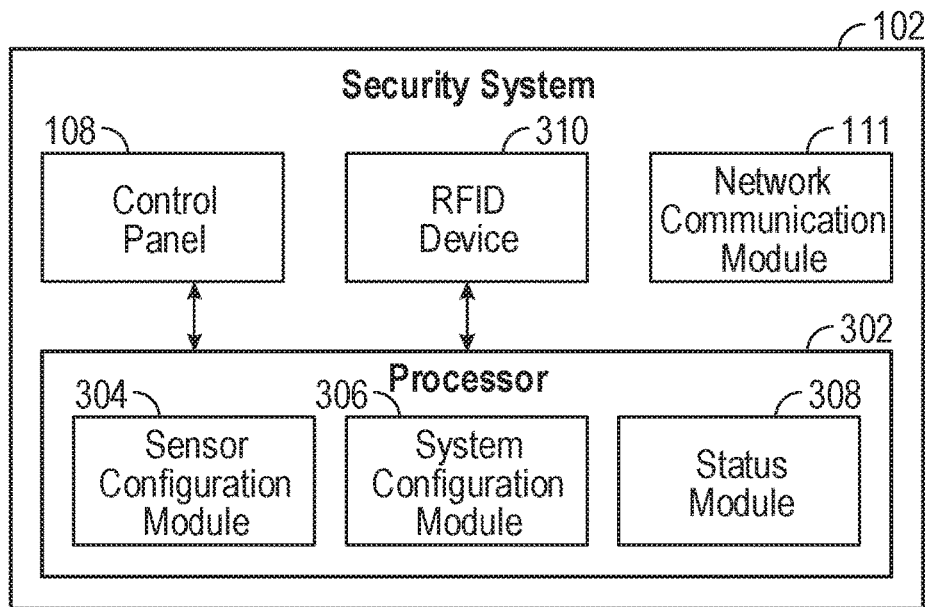 102
Security System
108
310
111
Control
Panel
RFID
Device
Network
Communication
Module
302
Processor
304
306
308
Sensor
Configuration
Module
System
Configuration
Module
Status
Module